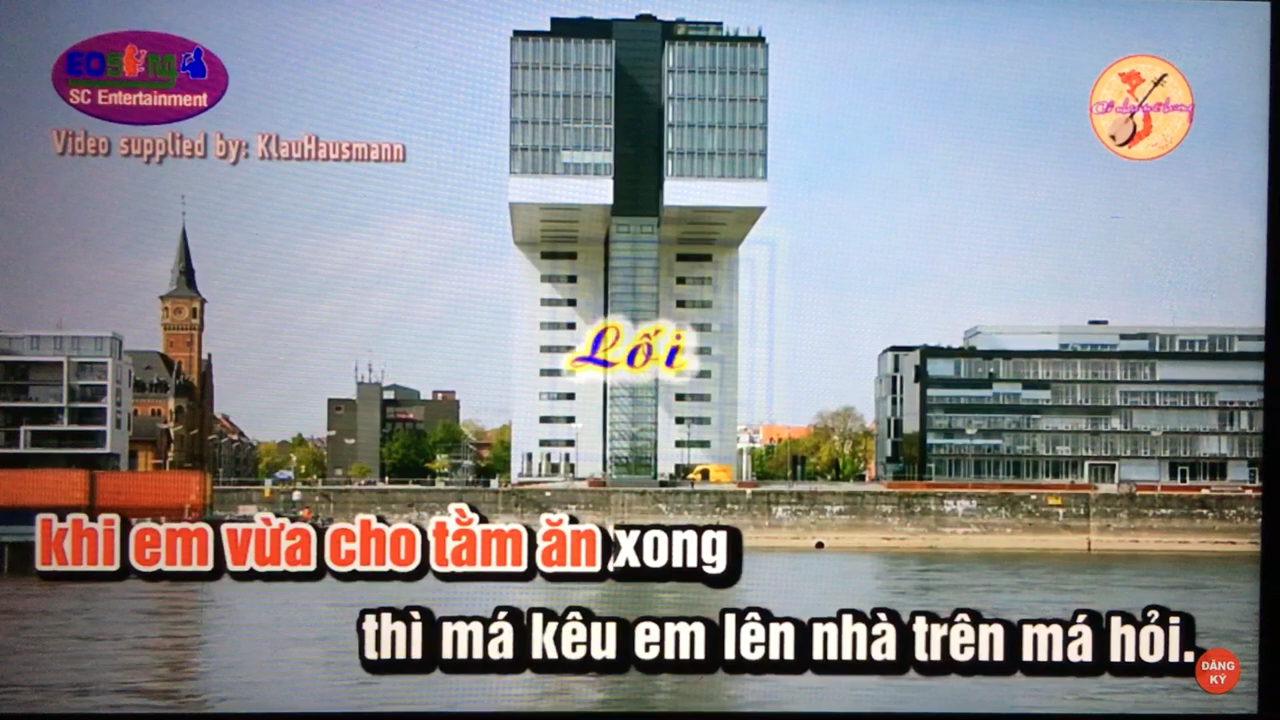 EOSING
SC Entertainment
Video supplied by: KlauHausmann
Lối
khi em vừa cho tằm ăn xong
thì má kêu em lên nhà trên má hỏi.
ĐĂNG
KÝ